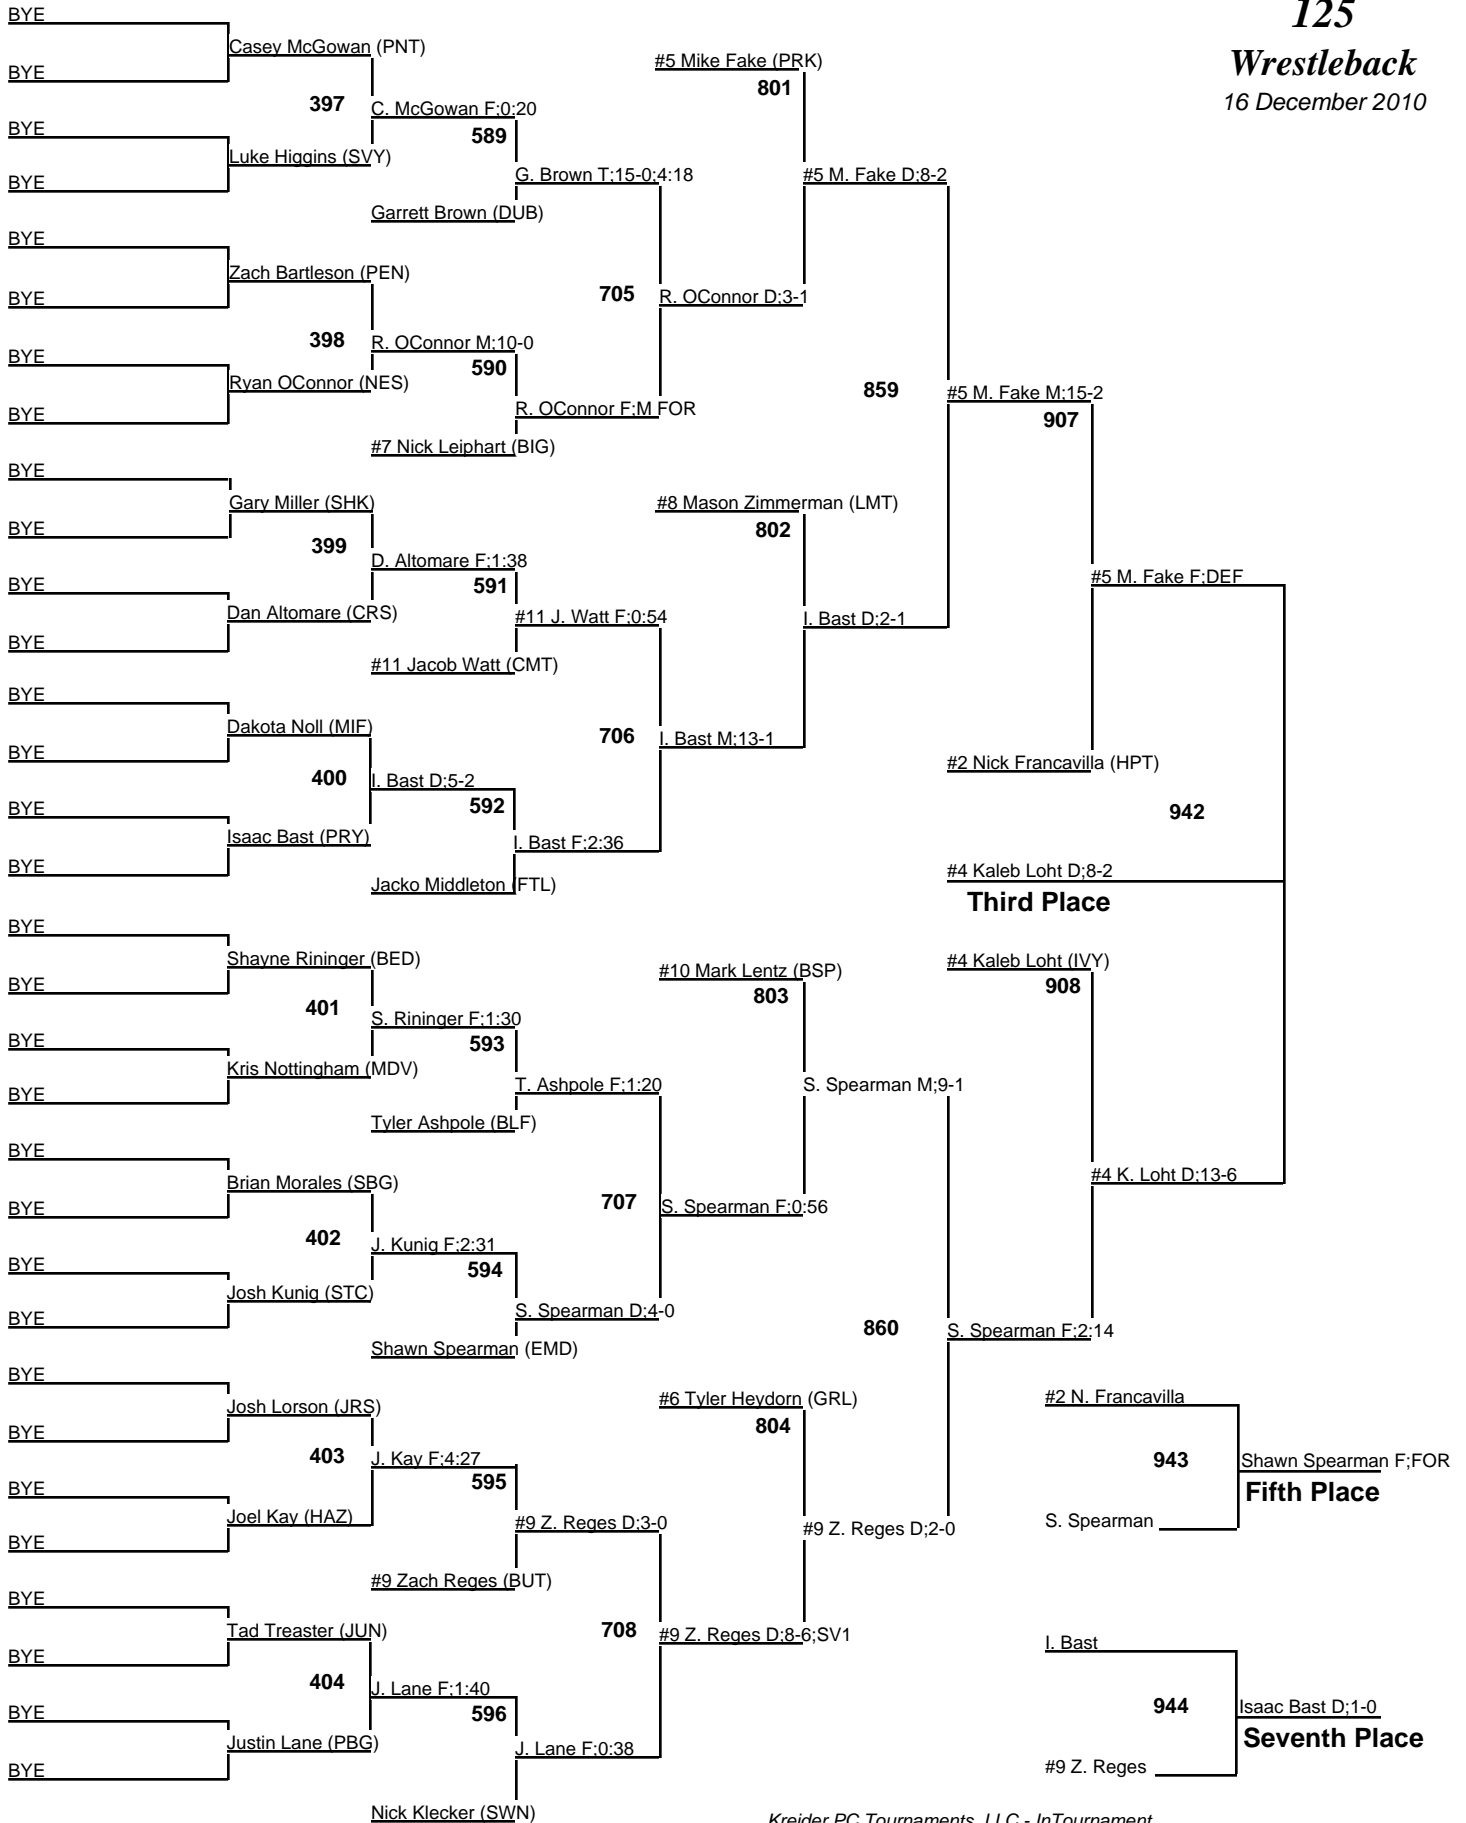 125
Wrestleback
16 December 2010
BYE
Casey McGowan (PNT)
BYE
397
C. McGowan F;0:20
BYE
589
Luke Higgins (SVY)
BYE
G. Brown T;15-0;4:18
Garrett Brown (DUB)
BYE
Zach Bartleson (PEN)
BYE
705
R. OConnor D;3-1
398
R. OConnor M;10-0
BYE
590
Ryan OConnor (NES)
BYE
R. OConnor F;M FOR
#7 Nick Leiphart (BIG)
#5 Mike Fake (PRK)
801
#5 M. Fake D;8-2
859
#5 M. Fake M;15-2
907
BYE
Gary Miller (SHK)
BYE
399
D. Altomare F;1:38
BYE
591
Dan Altomare (CRS)
#11 J. Watt F;0:54
BYE
#11 Jacob Watt (CMT)
BYE
Dakota Noll (MIF)
BYE
706
I. Bast M;13-1
400
I. Bast D;5-2
BYE
592
Isaac Bast (PRY)
I. Bast F;2:36
BYE
Jacko Middleton (FTL)
#8 Mason Zimmerman (LMT)
802
I. Bast D;2-1
#5 M. Fake F;DEF
#2 Nick Francavilla (HPT)
942
#4 Kaleb Loht D;8-2
Third Place
BYE
Shayne Rininger (BED)
BYE
401
S. Rininger F;1:30
BYE
593
Kris Nottingham (MDV)
T. Ashpole F;1:20
BYE
Tyler Ashpole (BLF)
BYE
Brian Morales (SBG)
BYE
707
S. Spearman F;0:56
402
J. Kunig F;2:31
BYE
594
Josh Kunig (STC)
S. Spearman D;4-0
BYE
Shawn Spearman (EMD)
#10 Mark Lentz (BSP)
803
S. Spearman M;9-1
#4 Kaleb Loht (IVY)
908
#4 K. Loht D;13-6
860
S. Spearman F;2:14
BYE
Josh Lorson (JRS)
BYE
403
J. Kay F;4:27
BYE
595
Joel Kay (HAZ)
#9 Z. Reges D;3-0
BYE
#9 Zach Reges (BUT)
BYE
Tad Treaster (JUN)
BYE
708
#9 Z. Reges D;8-6;SV1
404
J. Lane F;1:40
BYE
596
Justin Lane (PBG)
J. Lane F;0:38
BYE
Nick Klecker (SWN)
#6 Tyler Heydorn (GRL)
804
#9 Z. Reges D;2-0
#2 N. Francavilla
943
Shawn Spearman F;FOR
Fifth Place
S. Spearman
I. Bast
944
Isaac Bast D;1-0
Seventh Place
#9 Z. Reges
Kreider PC Tournaments, LLC - InTournament